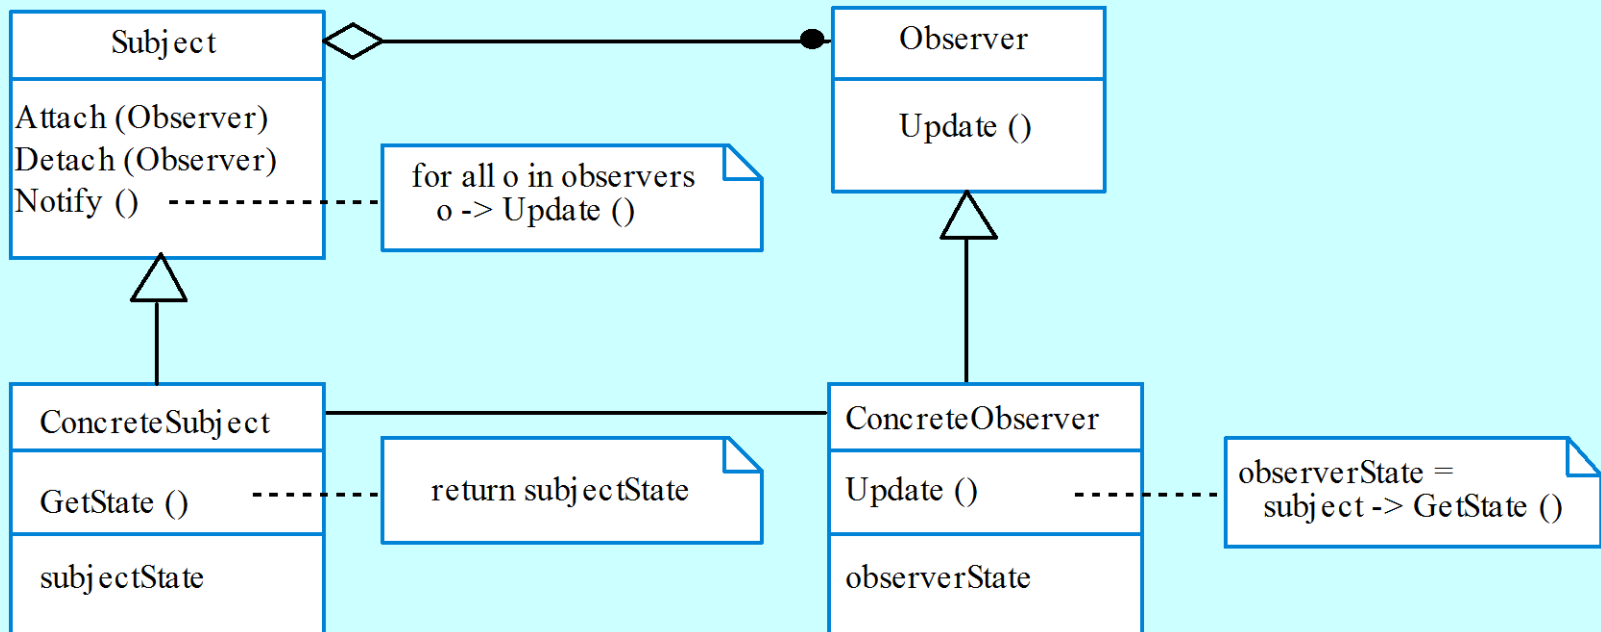 Subject
Observer
Attach (Observer)
Detach (Observer)
Notify ()
for all o in observers
o -> Update ()
Update ()
ConcreteSubject
GetState ()
subjectState
return subjectState
ConcreteObserver
Update ()
observerState
observerState =
subject -> GetState ()